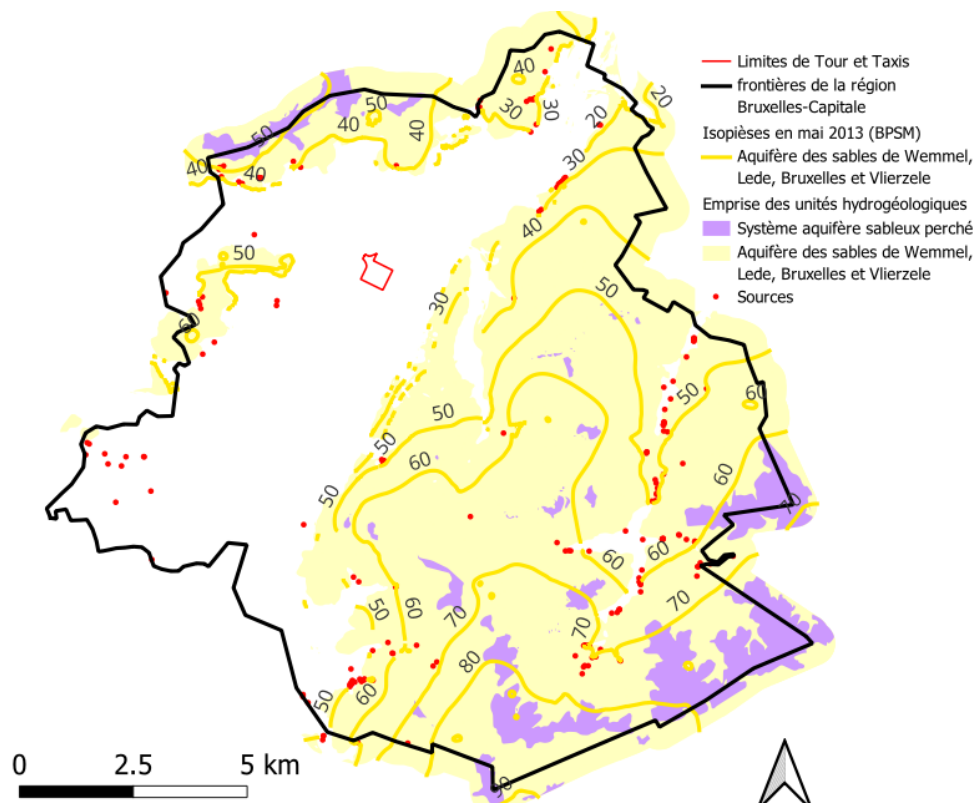 Limites de Tour et Taxis
frontières de la région
Bruxelles-Capitale
Isopièses en mai 2013 (BPSM)
Aquifère des sables de Wemmel,
Lede, Bruxelles et Vlierzele
Emprise des unités hydrogéologiques
Système aquifère sableux perché
Aquifère des sables de Wemmel,
Lede, Bruxelles et Vlierzele
Sources
40
50
50
40
40
40
40
30
30
20
20
30
40
50
60
30
50
50
60
50
50
50
60
60
70
60
60
50
60
70
70
70
80
50
60
0 2.5 5 km